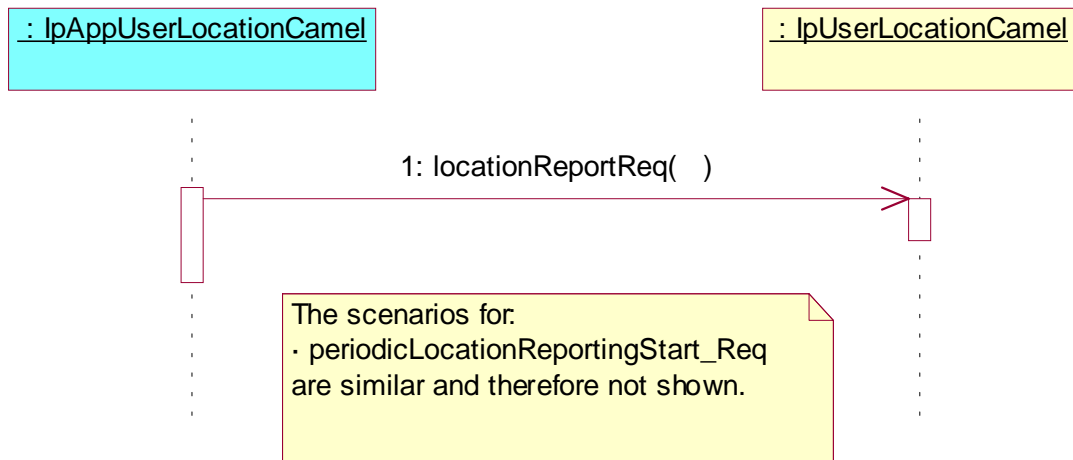 : IpAppUserLocationCamel
: IpUserLocationCamel
1: locationReportReq( )
The scenarios for:
· periodicLocationReportingStart_Req
are similar and therefore not shown.